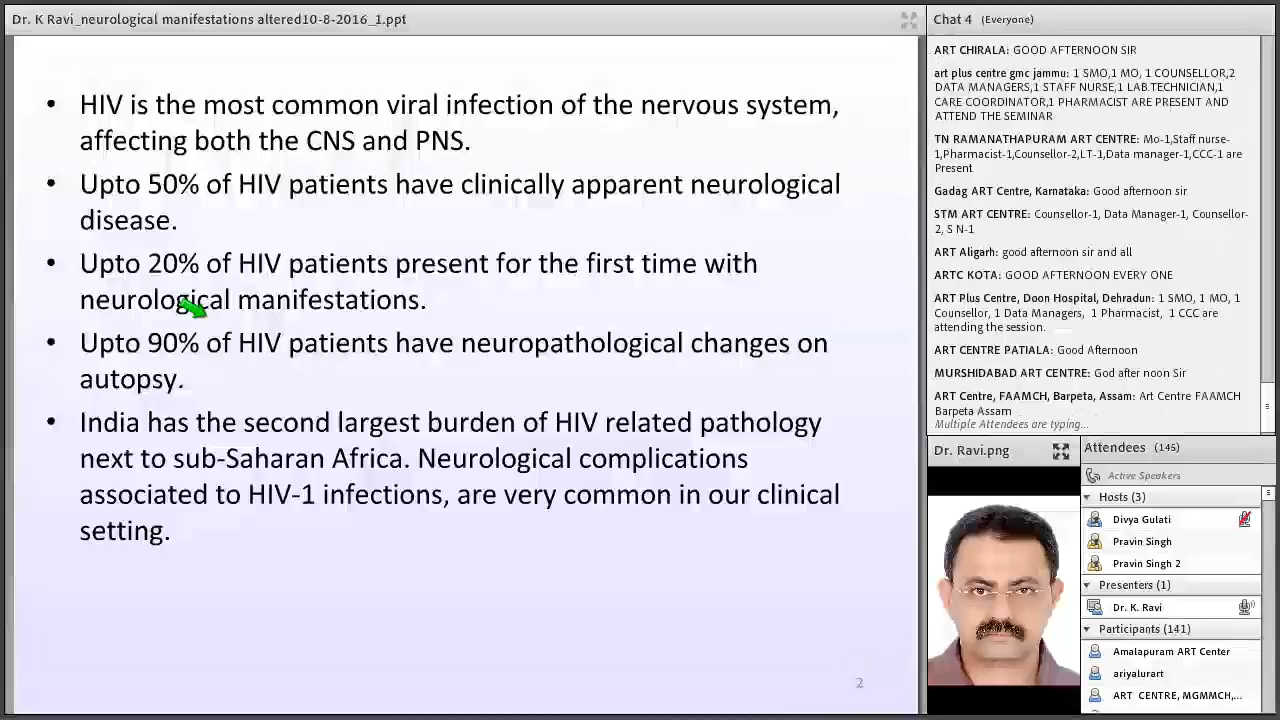 Dr. K Ravi_neurological manifestations altered10-8-2016_1.ppt
• HIV is the most common viral infection of the nervous system,
affecting both the CNS and PNS.
• Upto 50% of HIV patients have clinically apparent neurological
disease.
• Upto 20% of HIV patients present for the first time with
neurological manifestations.
• Upto 90% of HIV patients have neuropathological changes on
autopsy.
• India has the second largest burden of HIV related pathology
next to sub-Saharan Africa. Neurological complications
associated to HIV-1 infections, are very common in our clinical
setting.
2
Chat 4 (Everyone)
ART CHIRALA: GOOD AFTERNOON SIR
art plus centre gmc jammu: 1 SMO,1 MO, 1 COUNSELLOR,2
DATA MANAGERS,1 STAFF NURSE,1 LAB.TECHNICIAN,1
CARE COORDINATOR,1 PHARMACIST ARE PRESENT AND
ATTEND THE SEMINAR
TN RAMANATHAPURAM ART CENTRE: Mo-1,Staff nurse-
1,Pharmacist-1,Counsellor-2,LT-1,Data manager-1,CCC-1 are
Present
Gadag ART Centre, Karnataka: Good afternoon sir
STM ART CENTRE: Counsellor-1, Data Manager-1, Counsellor-
2, S N-1
ART Aligarh: good afternoon sir and all
ARTC KOTA: GOOD AFTERNOON EVERY ONE
ART Plus Centre, Doon Hospital, Dehradun: 1 SMO, 1 MO, 1
Counsellor, 1 Data Managers, 1 Pharmacist, 1 CCC are
attending the session.
ART CENTRE PATIALA: Good Afternoon
MURSHIDABAD ART CENTRE: God after noon Sir
ART Centre, FAAMCH, Barpeta, Assam: Art Centre FAAMCH
Barpeta Assam
Multiple Attendees are typing...
Dr. Ravi.png
Attendees (145)
Active Speakers
Hosts (3)
Divya Gulati
Pravin Singh
Pravin Singh 2
Presenters (1)
Dr. K. Ravi
Participants (141)
Amalapuram ART Center
ariyalurart
ART CENTRE, MGMMCH,...